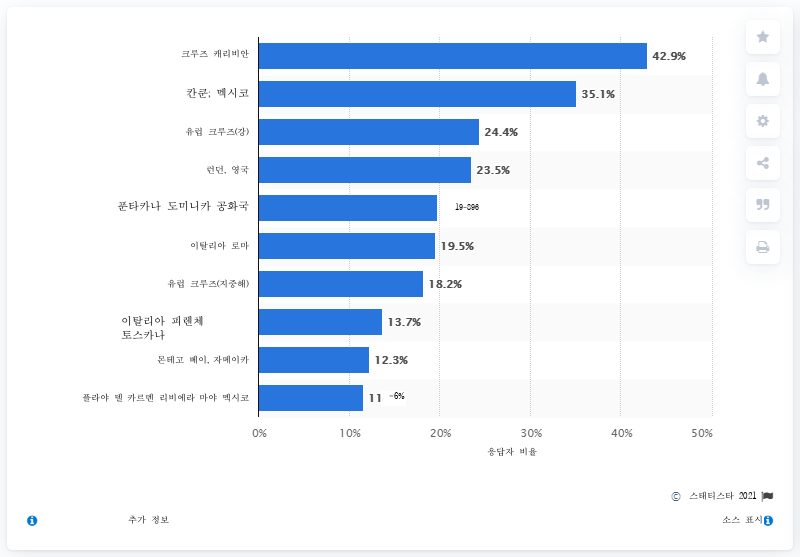 크루즈 캐리비안 42.9%
칸쿤; 멕시코 35.1%
유럽 크루즈(강) 24.4%
런던, 영국 23.5%
푼타카나 도미니카 공화국 19-896
이탈리아 로마 19.5%
유럽 크루즈(지중해) 18.2%
이탈리아 피렌체
토스카나 13.7%
몬테고 베이, 자메이카 12.3%
플라야 델 카르멘 리비에라 마야 멕시코 11 -6%
0% 10% 20% 30% 40% 50%
응답자 비율
© 스태티스타 2021
추가 정보 소스 표시